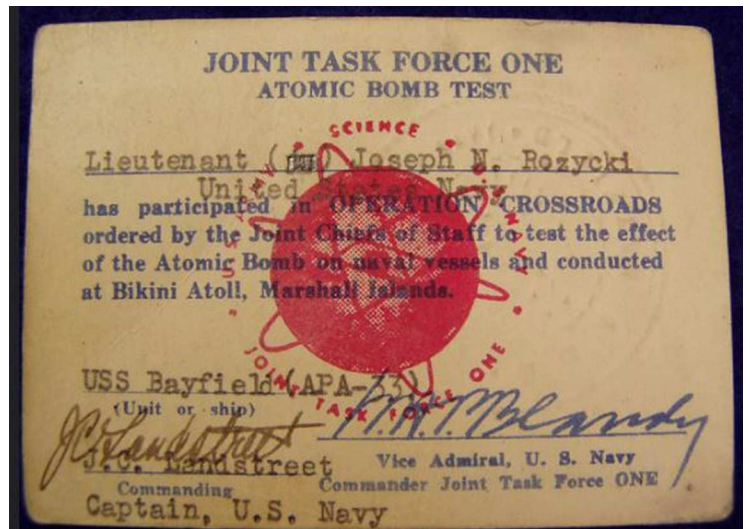 JOINT TASK FORCE ONE
ATOMIC BOMB TEST
SCIENCE • U.S. NAVY • JOINT TASK FORCE ONE • U.S. ARMY •
Lieutenant ( ) Joseph N. Rozycki
United States Navy
has participated in OPERATION CROSSROADS
ordered by the Joint Chiefs of Staff to test the effect
of the Atomic Bomb on naval vessels and conducted
at Bikini Atoll, Marshall Islands.
USS Bayfield (APA-33)
(Unit or ship)
J.C. Landstreet
W.H.P. Blandy
J.C. Landstreet
Commanding
Captain, U.S. Navy
Vice Admiral, U. S. Navy
Commander Joint Task Force ONE